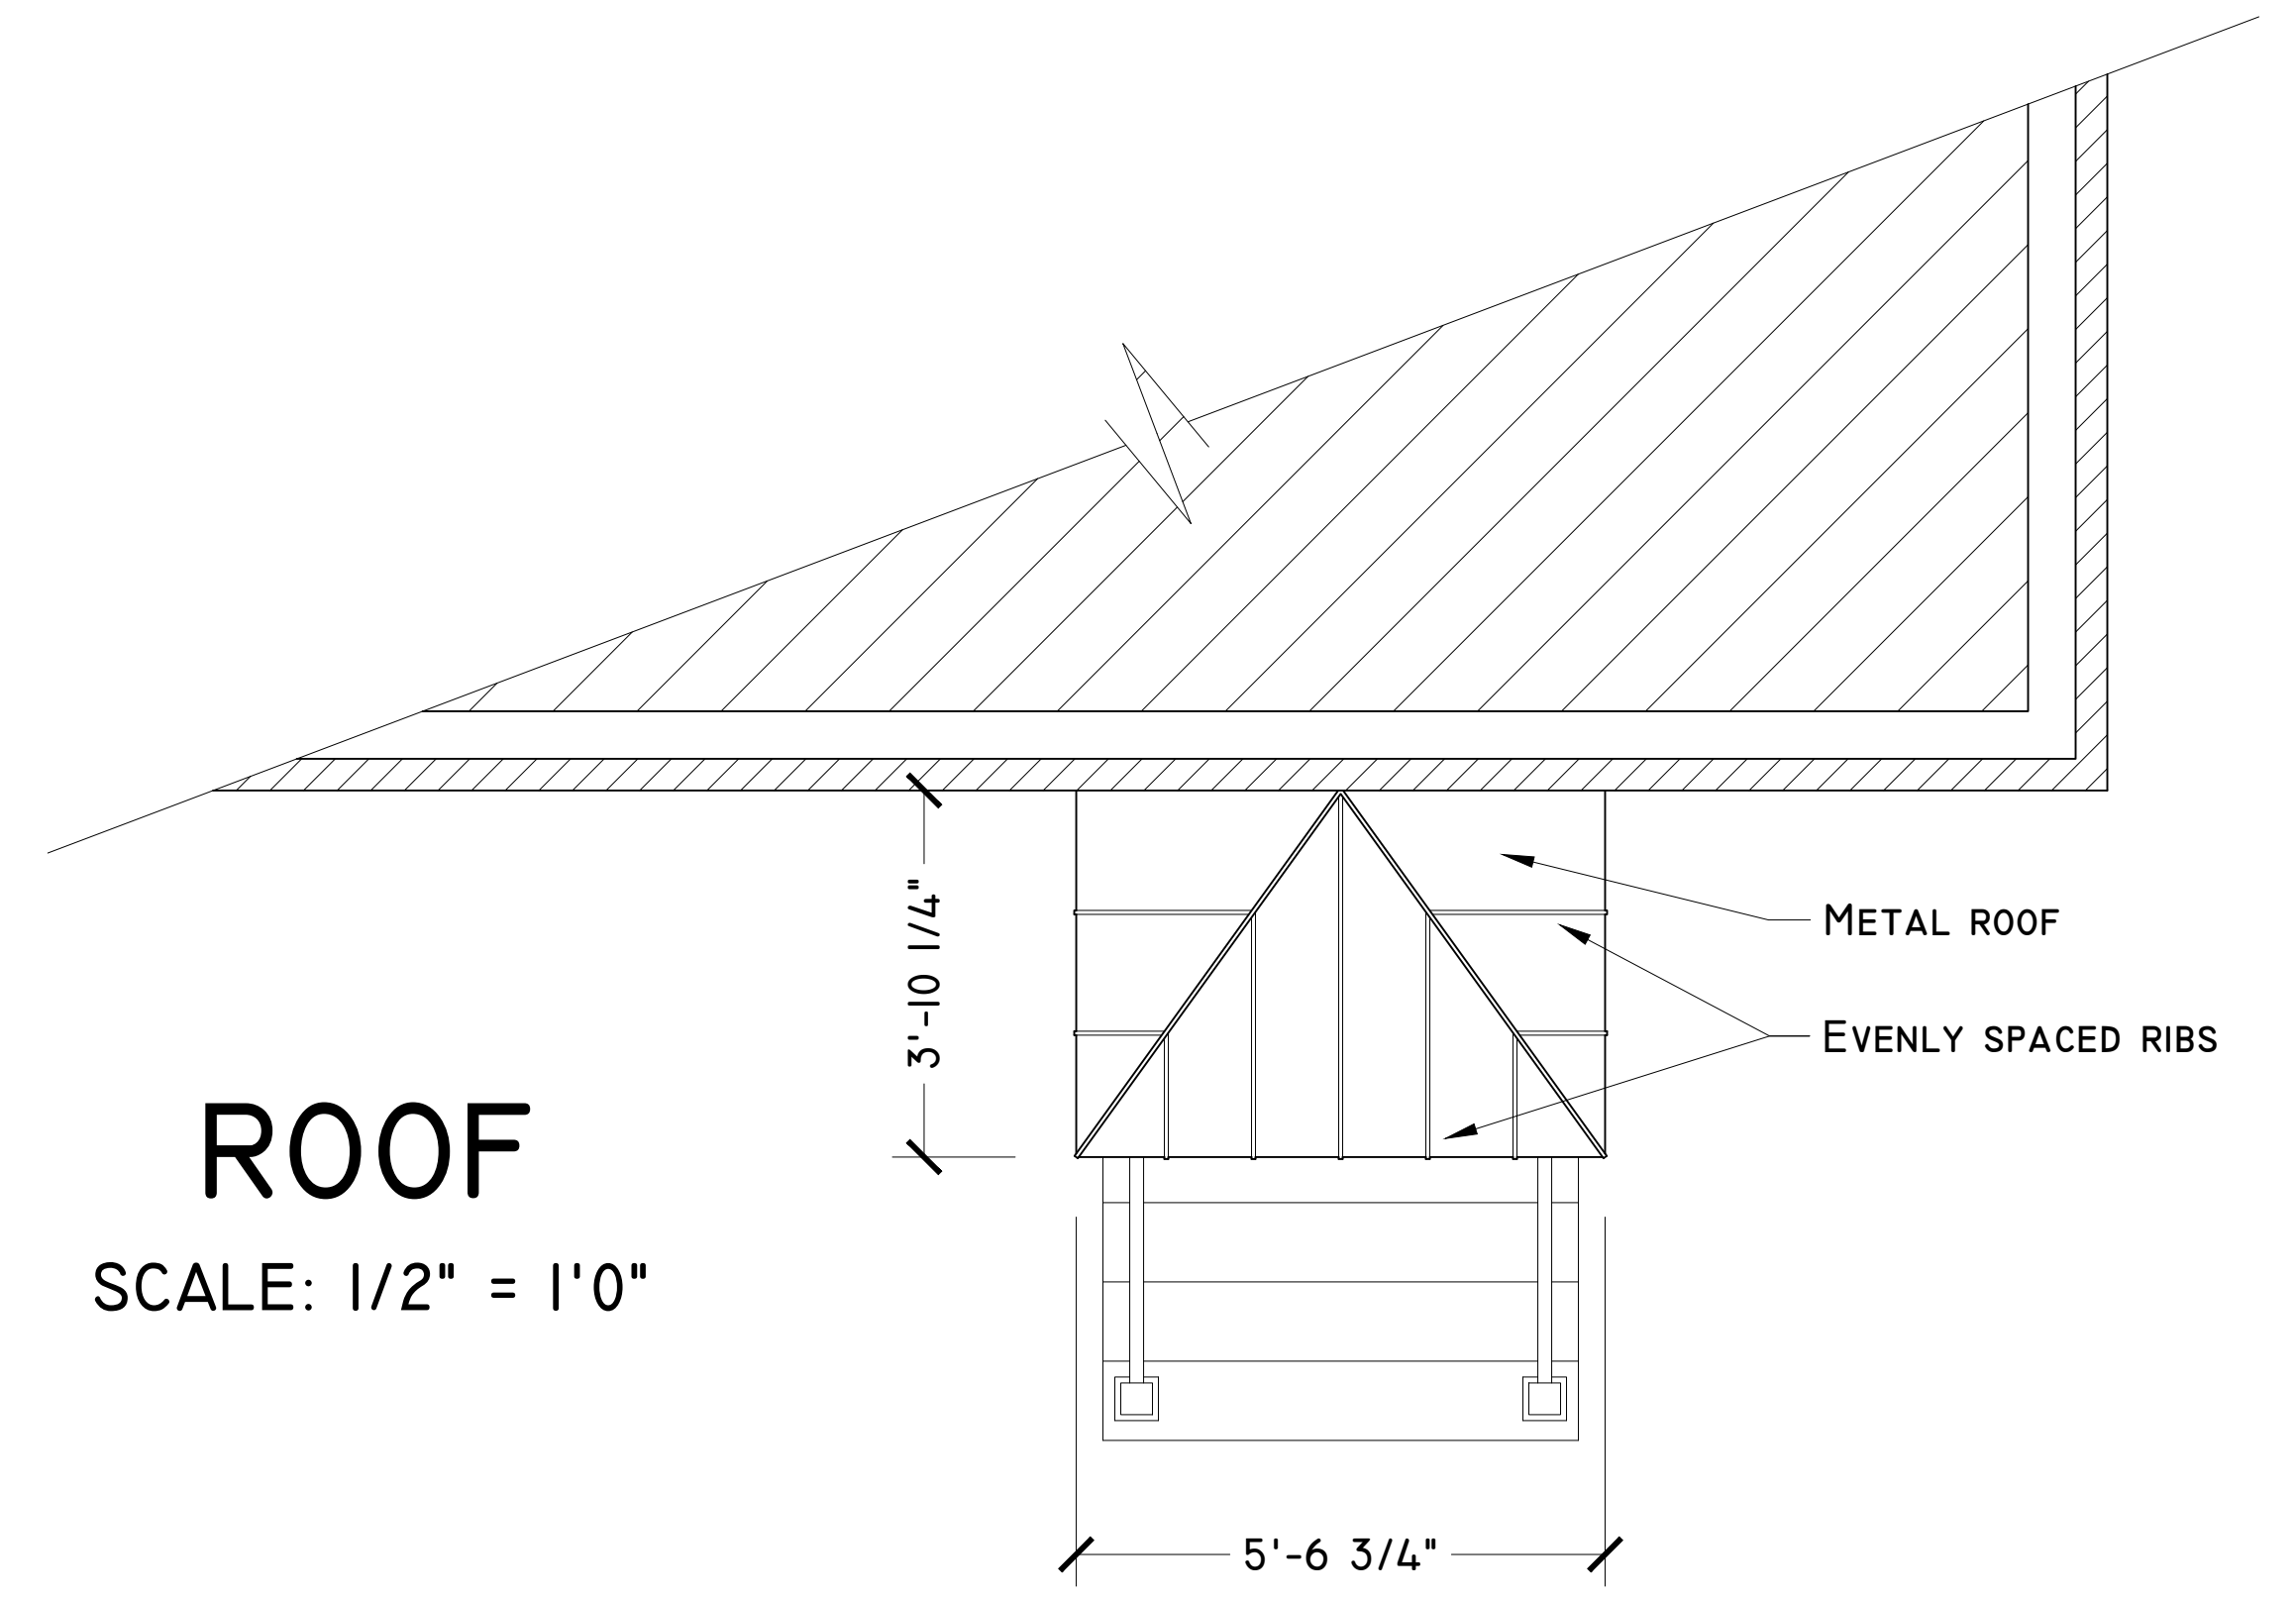 METAL ROOF
3'-10 1/4"
EVENLY SPACED RIBS
ROOF
SCALE: 1/2" = 1'0"
5'-6 3/4"